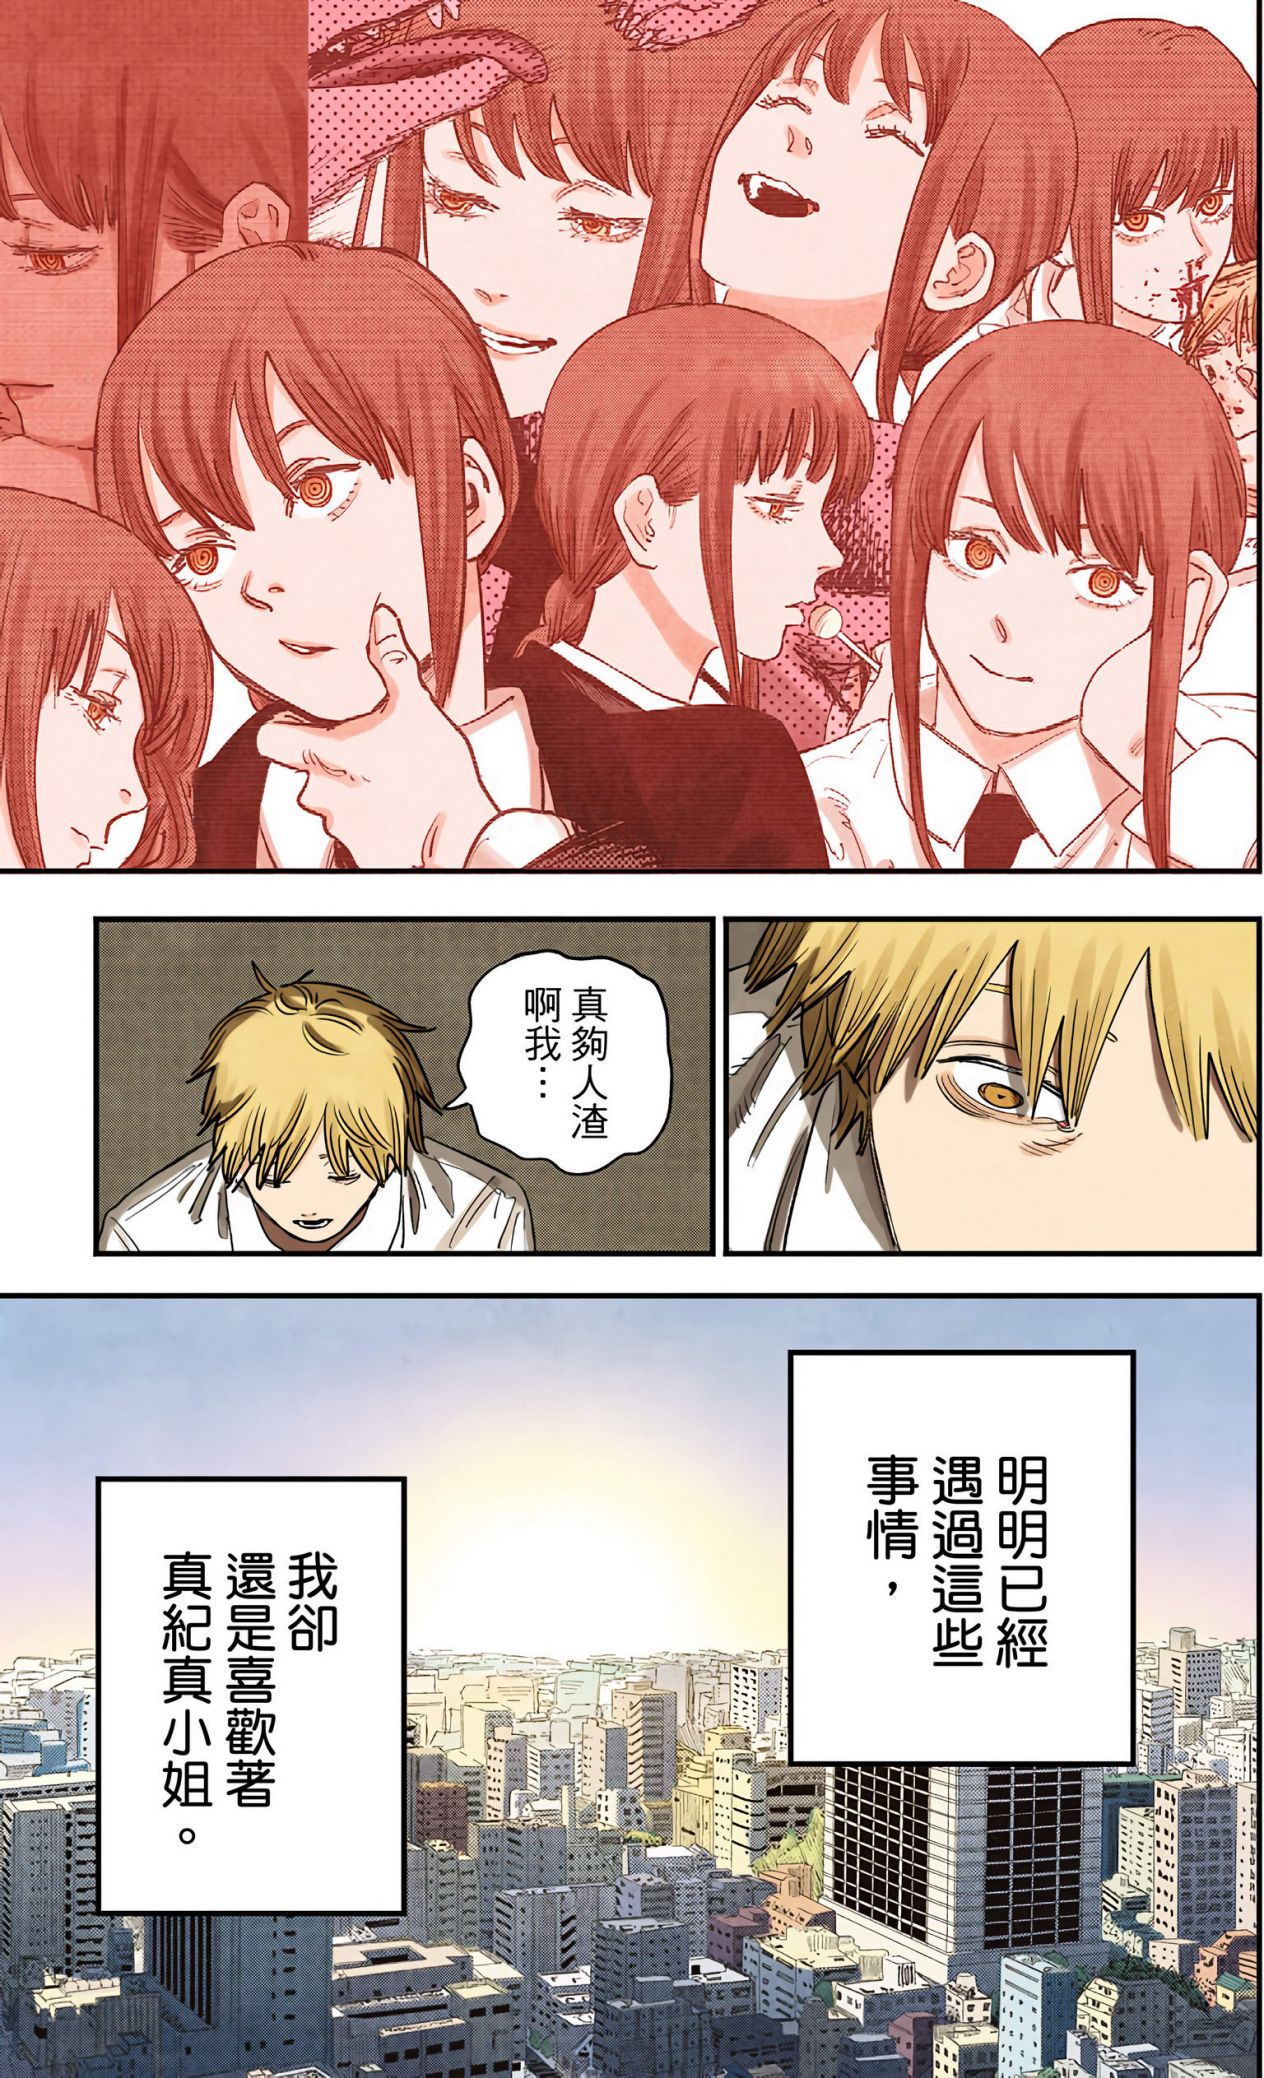 真夠人渣
啊我…
明明已經
遇過這些
事情，
我卻
還是喜歡著
真紀真小姐。